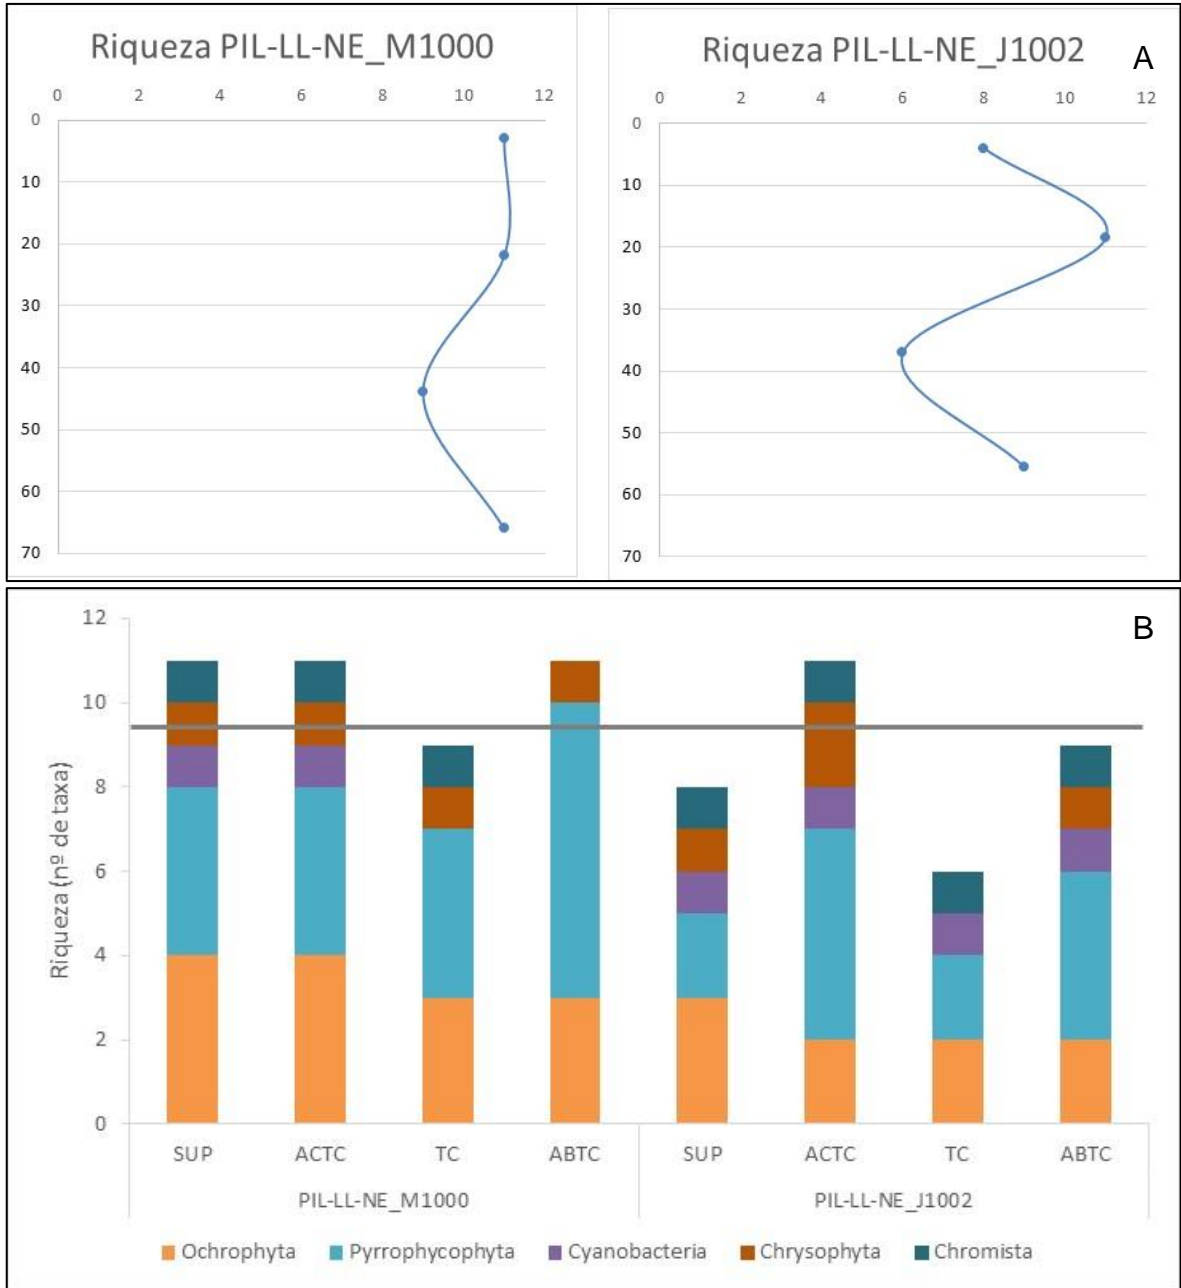 Riqueza PIL-LL-NE_M1000
0 2 4 6 8 10 12
0
10
20
30
40
50
60
70
Riqueza PIL-LL-NE_J1002
A
0 2 4 6 8 10 12
0
10
20
30
40
50
60
70
B
Riqueza (nº de taxa)
12
10
8
6
4
2
0
SUP ACTC TC ABTC SUP ACTC TC ABTC
PIL-LL-NE_M1000 PIL-LL-NE_J1002
Ochrophyta Pyrrophycophyta Cyanobacteria Chrysophyta Chromista